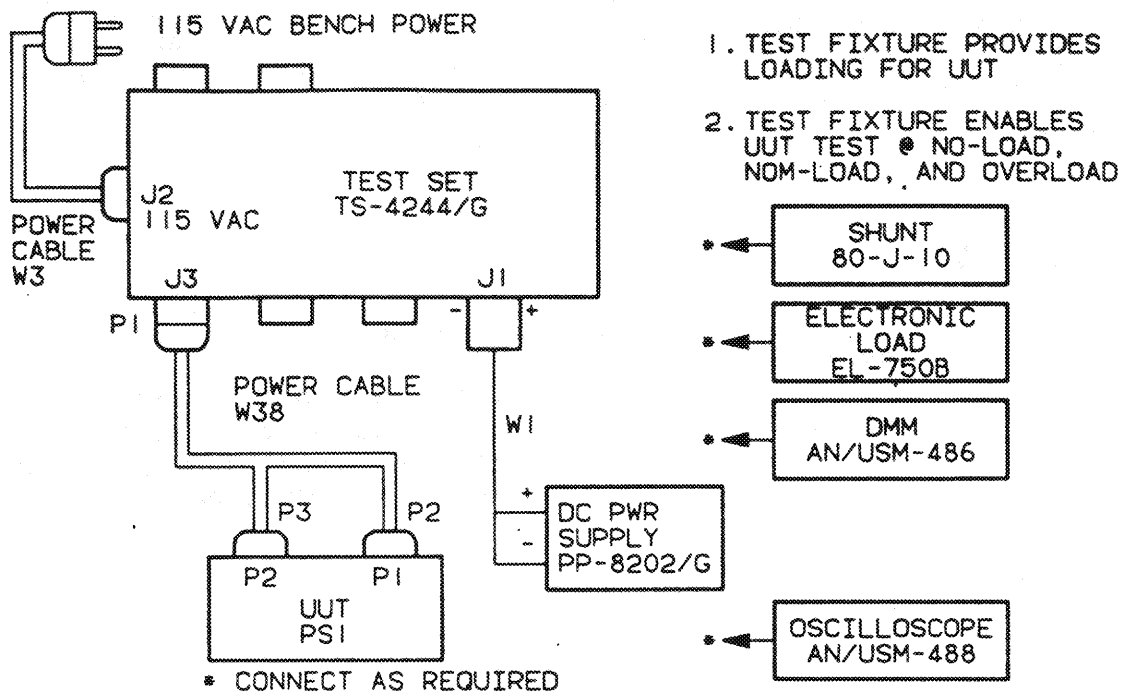 115 VAC BENCH POWER
1. TEST FIXTURE PROVIDES
LOADING FOR UUT
2. TEST FIXTURE ENABLES
UUT TEST @ NO-LOAD,
NOM-LOAD, AND OVERLOAD
TEST SET
TS-4244/G
J2
115 VAC
POWER
CABLE
W3
J3
J1
P1
- +
POWER CABLE
W38
W1
SHUNT
80-J-10
*
ELECTRONIC
LOAD
EL-750B
*
DMM
AN/USM-486
*
P3
P2
+
-
DC PWR
SUPPLY
PP-8202/G
P2
P1
UUT
PS1
OSCILLOSCOPE
AN/USM-488
*
* CONNECT AS REQUIRED